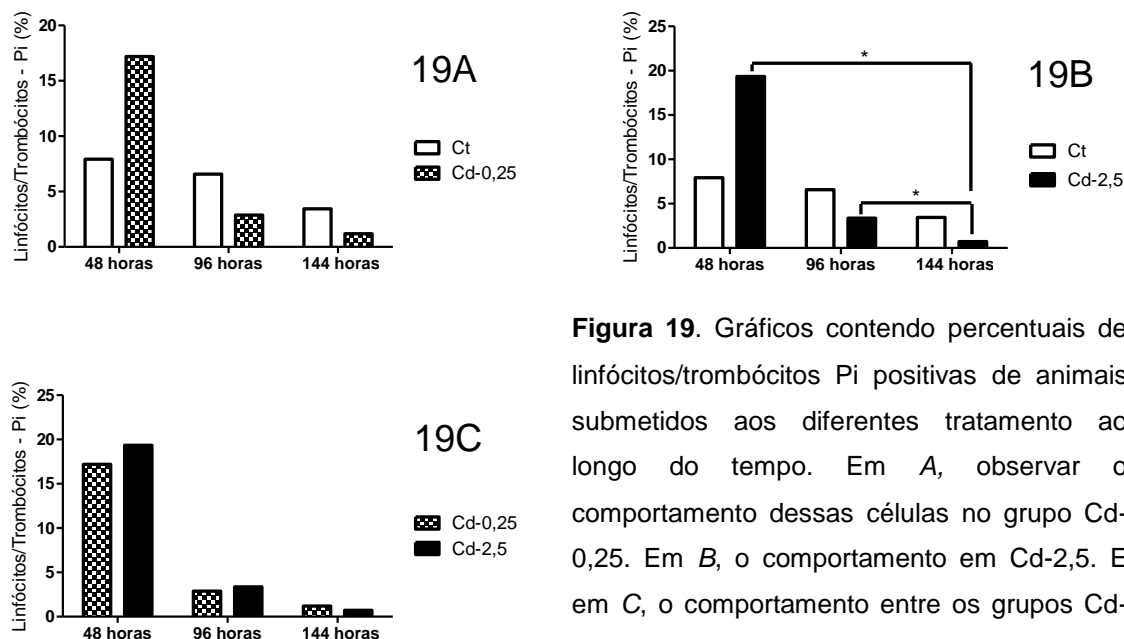 Linfócitos/Trombócitos - Pi (%)
20
15
10
5
0
48 horas 96 horas 144 horas
19A
Ct
Cd-0,25
Linfócitos/Trombócitos - Pi (%)
25
20
15
10
5
0
48 horas 96 horas 144 horas
*
*
19B
Ct
Cd-2,5
Linfócitos/Trombócitos - Pi (%)
25
20
15
10
5
0
48 horas 96 horas 144 horas
19C
Cd-0,25
Cd-2,5
Figura 19. Gráficos contendo percentuais de
linfócitos/trombócitos Pi positivas de animais
submetidos aos diferentes tratamento ao
longo do tempo. Em A, observar o
comportamento dessas células no grupo Cd-
0,25. Em B, o comportamento em Cd-2,5. E
em C, o comportamento entre os grupos Cd-